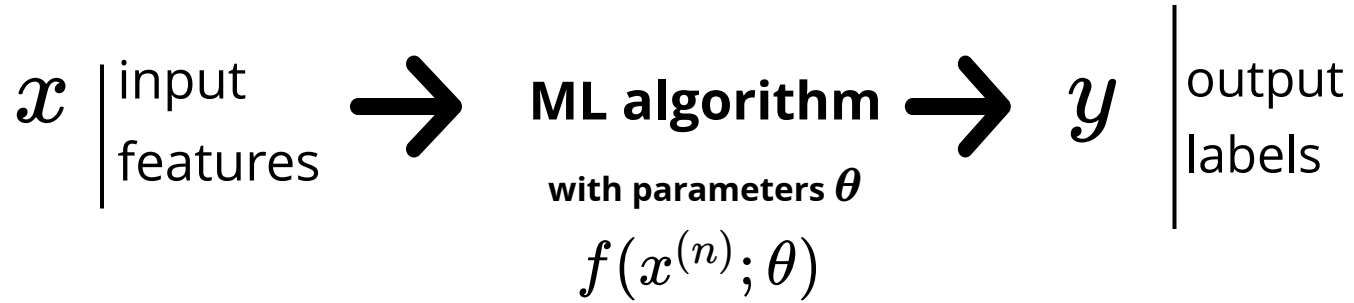 x
input
features
ML algorithm
with parameters θ
f(x^{(n)}; θ)
y
output
labels